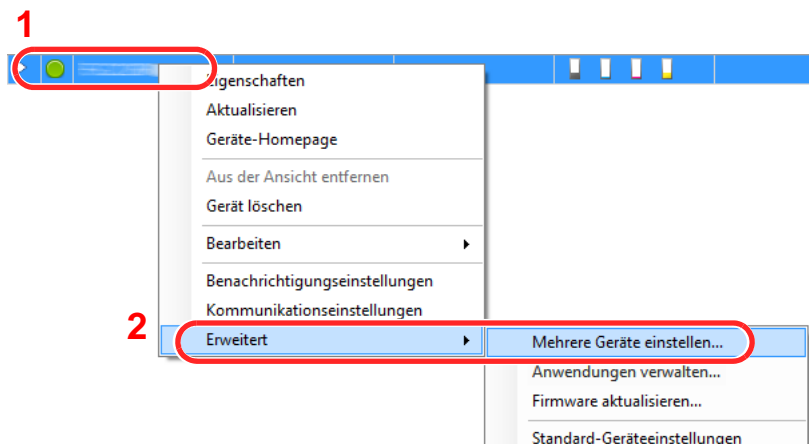 1
Eigenschaften
Aktualisieren
Geräte-Homepage
Aus der Ansicht entfernen
Gerät löschen
Bearbeiten
Benachrichtigungseinstellungen
Kommunikationseinstellungen
2
Erweitert
Mehrere Geräte einstellen...
Anwendungen verwalten...
Firmware aktualisieren...
Standard-Geräteeinstellungen